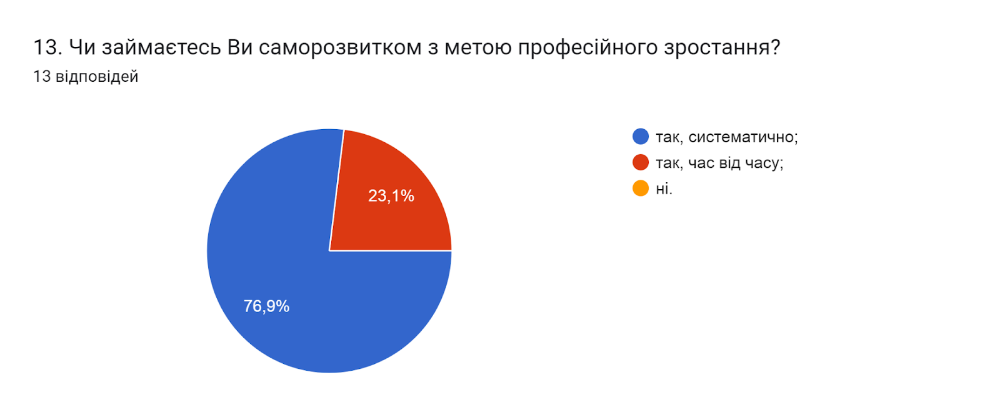 13. Чи займаєтесь Ви саморозвитком з метою професійного зростання?
13 відповідей
так, систематично;
так, час від часу;
ні.
23,1%
76,9%